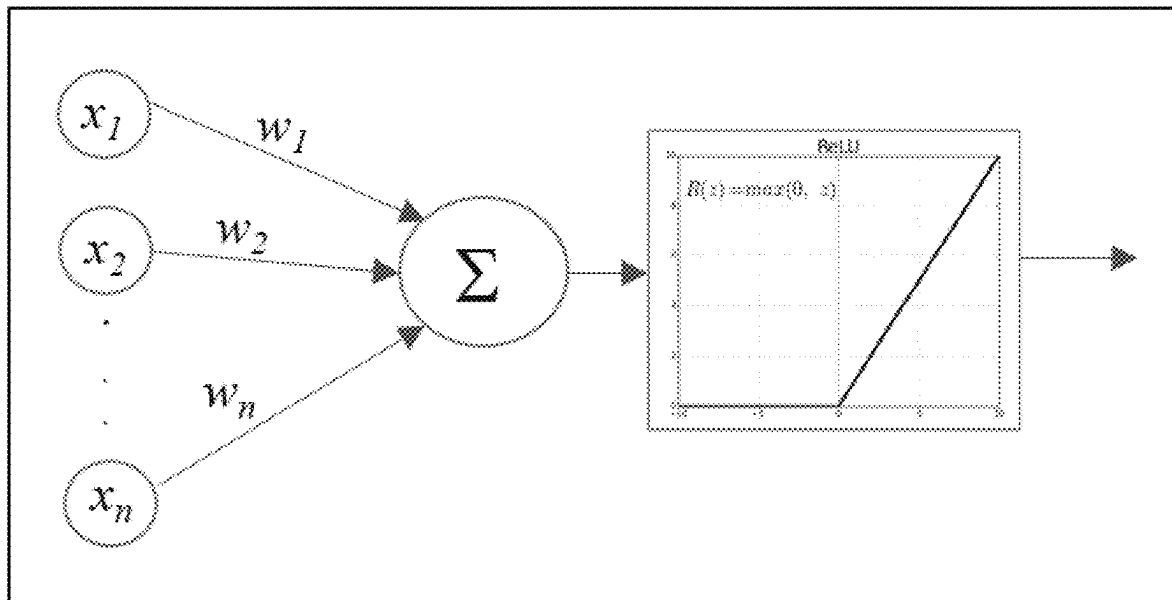 x1
w1
x2
w2
Σ
wn
xn
ReLU
R(z)=max(0, z)